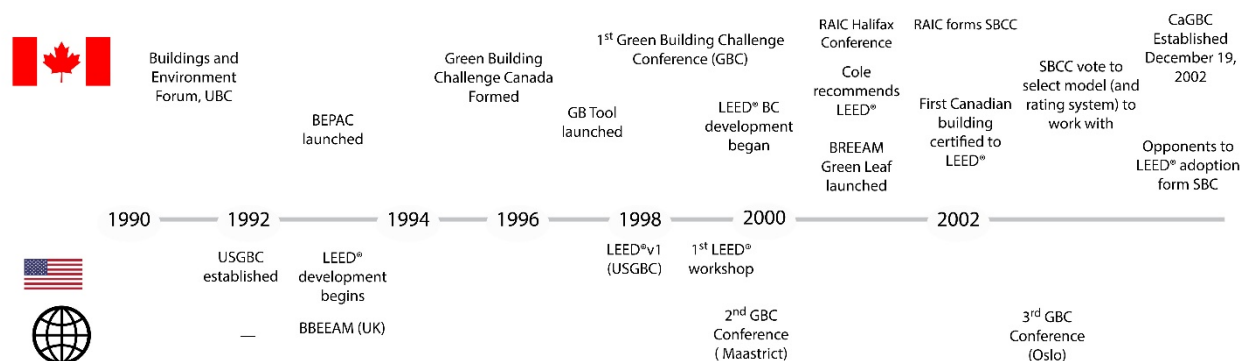 Buildings and
Environment
Forum, UBC
BEPAC
launched
Green Building
Challenge Canada
Formed
1st Green Building Challenge
Conference (GBC)
GB Tool
launched
LEED® BC
development
began
RAIC Halifax
Conference
Cole
recommends
LEED®
BREEAM
Green Leaf
launched
RAIC forms SBCC
First Canadian
building
certified to
LEED®
SBCC vote to
select model (and
rating system) to
work with
CaGBC
Established
December 19,
2002
Opponents to
LEED® adoption
form SBC
1990
1992
1994
1996
1998
2000
2002
USGBC
established
LEED®
development
begins
LEED®v1
(USGBC)
1st LEED®
workshop
—
BBEEAM (UK)
2nd GBC
Conference
( Maastrict)
3rd GBC
Conference
(Oslo)